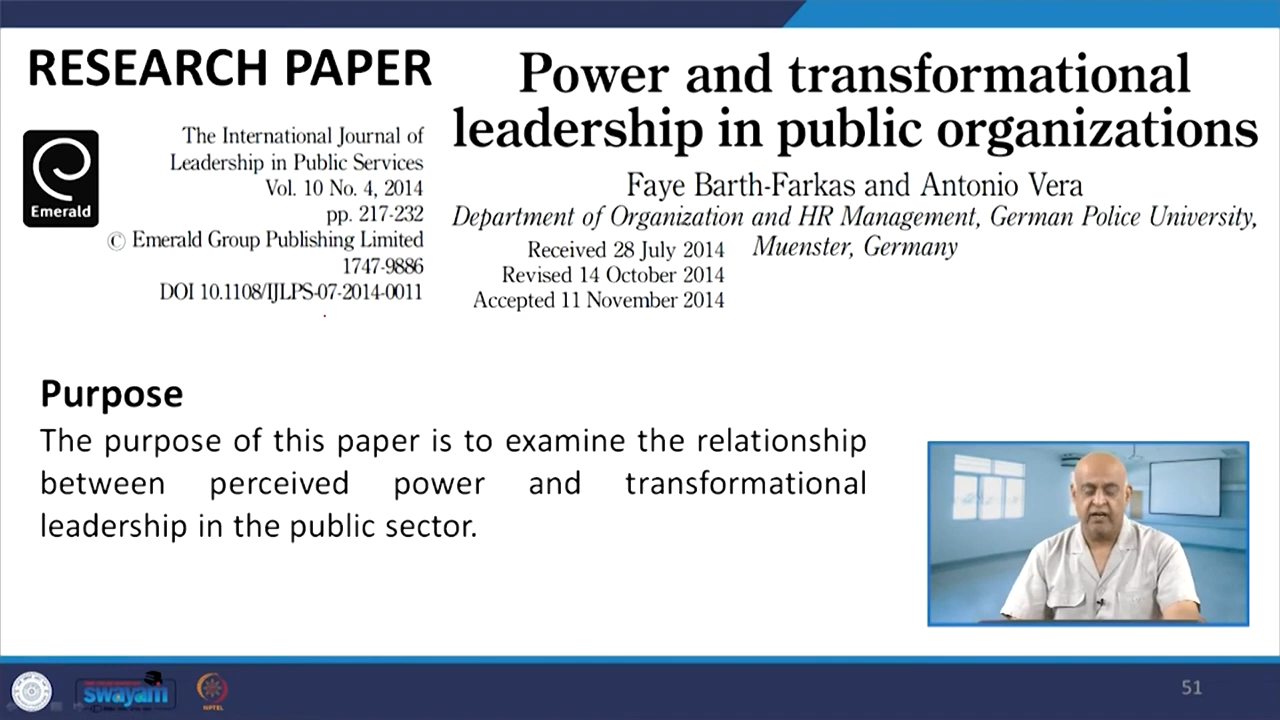 RESEARCH PAPER
Emerald
The International Journal of
Leadership in Public Services
Vol. 10 No. 4, 2014
pp. 217-232
© Emerald Group Publishing Limited
1747-9886
DOI 10.1108/IJLPS-07-2014-0011
Power and transformational
leadership in public organizations
Faye Barth-Farkas and Antonio Vera
Department of Organization and HR Management, German Police University,
Muenster, Germany
Received 28 July 2014
Revised 14 October 2014
Accepted 11 November 2014
Purpose
The purpose of this paper is to examine the relationship
between perceived power and transformational
leadership in the public sector.
swayam
NPTEL
51